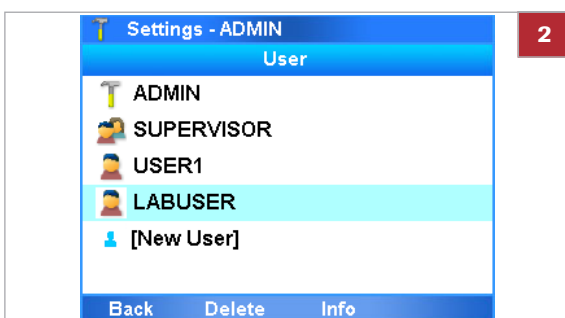 Settings - ADMIN
2
User
ADMIN
SUPERVISOR
USER1
LABUSER
[New User]
Back Delete Info